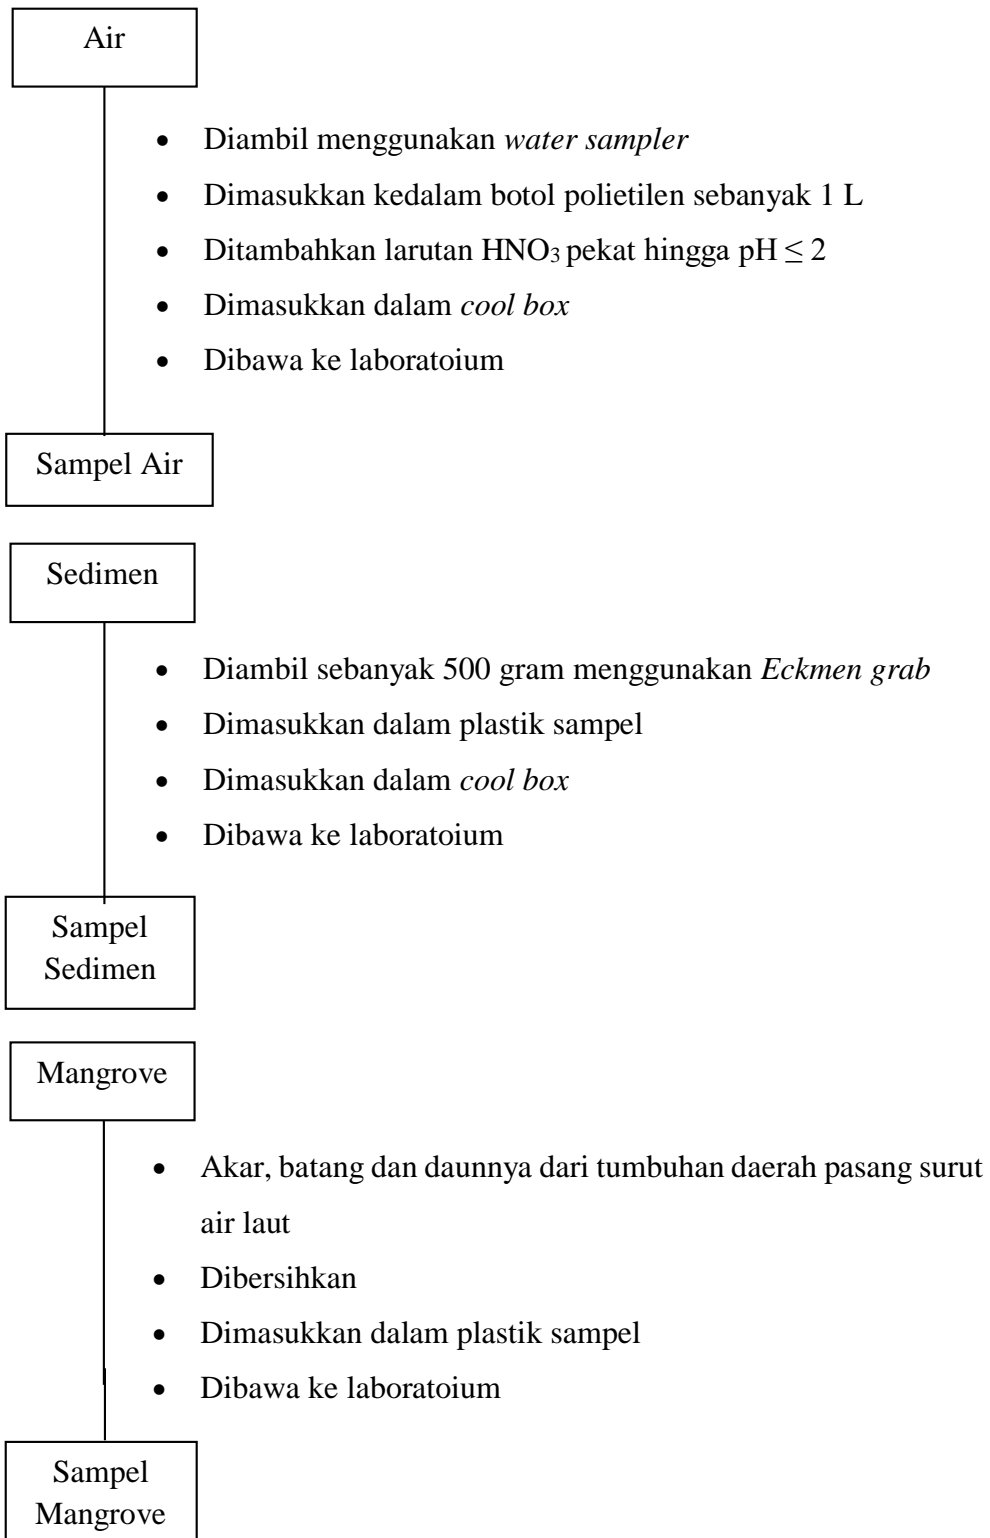 Air
• Diambil menggunakan water sampler
• Dimasukkan kedalam botol polietilen sebanyak 1 L
• Ditambahkan larutan HNO₃ pekat hingga pH ≤ 2
• Dimasukkan dalam cool box
• Dibawa ke laboratoium
Sampel Air
Sedimen
• Diambil sebanyak 500 gram menggunakan Eckmen grab
• Dimasukkan dalam plastik sampel
• Dimasukkan dalam cool box
• Dibawa ke laboratoium
Sampel
Sedimen
Mangrove
• Akar, batang dan daunnya dari tumbuhan daerah pasang surut
air laut
• Dibersihkan
• Dimasukkan dalam plastik sampel
• Dibawa ke laboratoium
Sampel
Mangrove